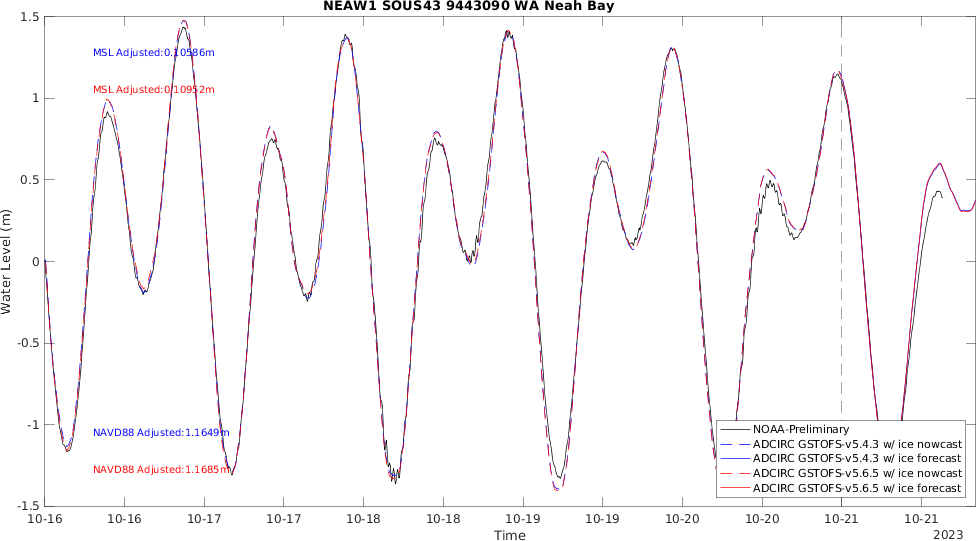 NEAW1 SOUS43 9443090 WA Neah Bay
1.5
MSL Adjusted:0.10586m
MSL Adjusted:0.10952m
1
0.5
Water Level (m)
0
-0.5
-1
NAVD88 Adjusted:1.1649m
NAVD88 Adjusted:1.1685m
-1.5
NOAA-Preliminary
ADCIRC GSTOFS-v5.4.3 w/ ice nowcast
ADCIRC GSTOFS-v5.4.3 w/ ice forecast
ADCIRC GSTOFS-v5.6.5 w/ ice nowcast
ADCIRC GSTOFS-v5.6.5 w/ ice forecast
10-16 10-16 10-17 10-17 10-18 10-18 10-19 10-19 10-20 10-20 10-21 10-21
Time
2023